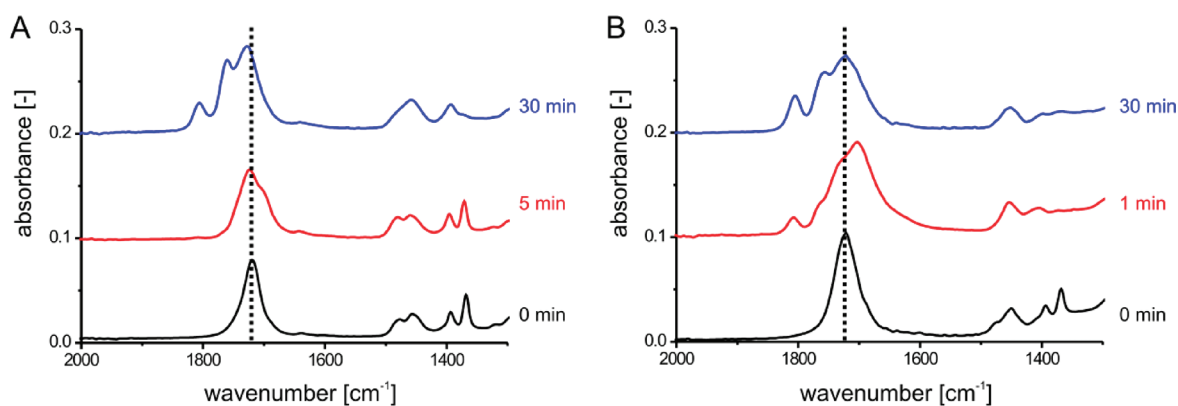 A
B
0.3
0.2
0.1
0.0
absorbance [-]
30 min
5 min
0 min
2000
1800
1600
1400
wavenumber [cm⁻¹]
0.3
0.2
0.1
0.0
absorbance [-]
30 min
1 min
0 min
2000
1800
1600
1400
wavenumber [cm⁻¹]